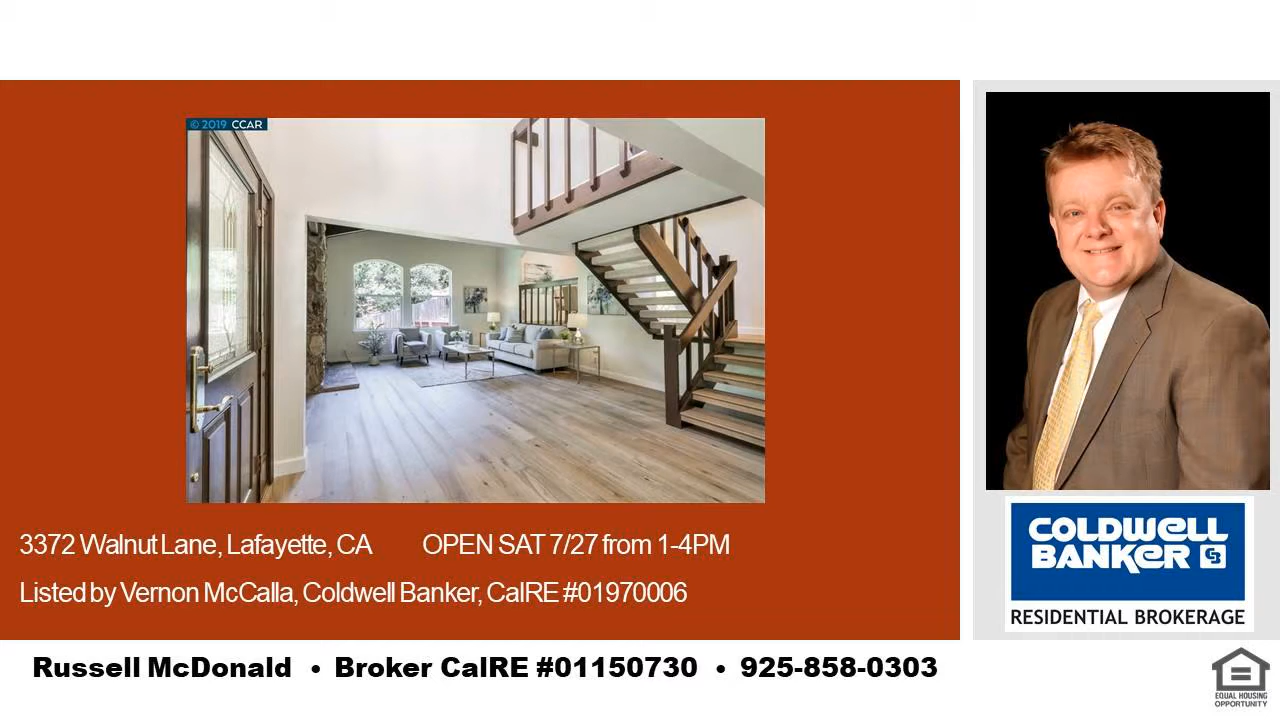 © 2019 CCAR
3372 Walnut Lane, Lafayette, CA OPEN SAT 7/27 from 1-4PM
Listed by Vernon McCalla, Coldwell Banker, CalRE #01970006
COLDWELL
BANKER CB
RESIDENTIAL BROKERAGE
Russell McDonald • Broker CalRE #01150730 • 925-858-0303
EQUAL HOUSING
OPPORTUNITY